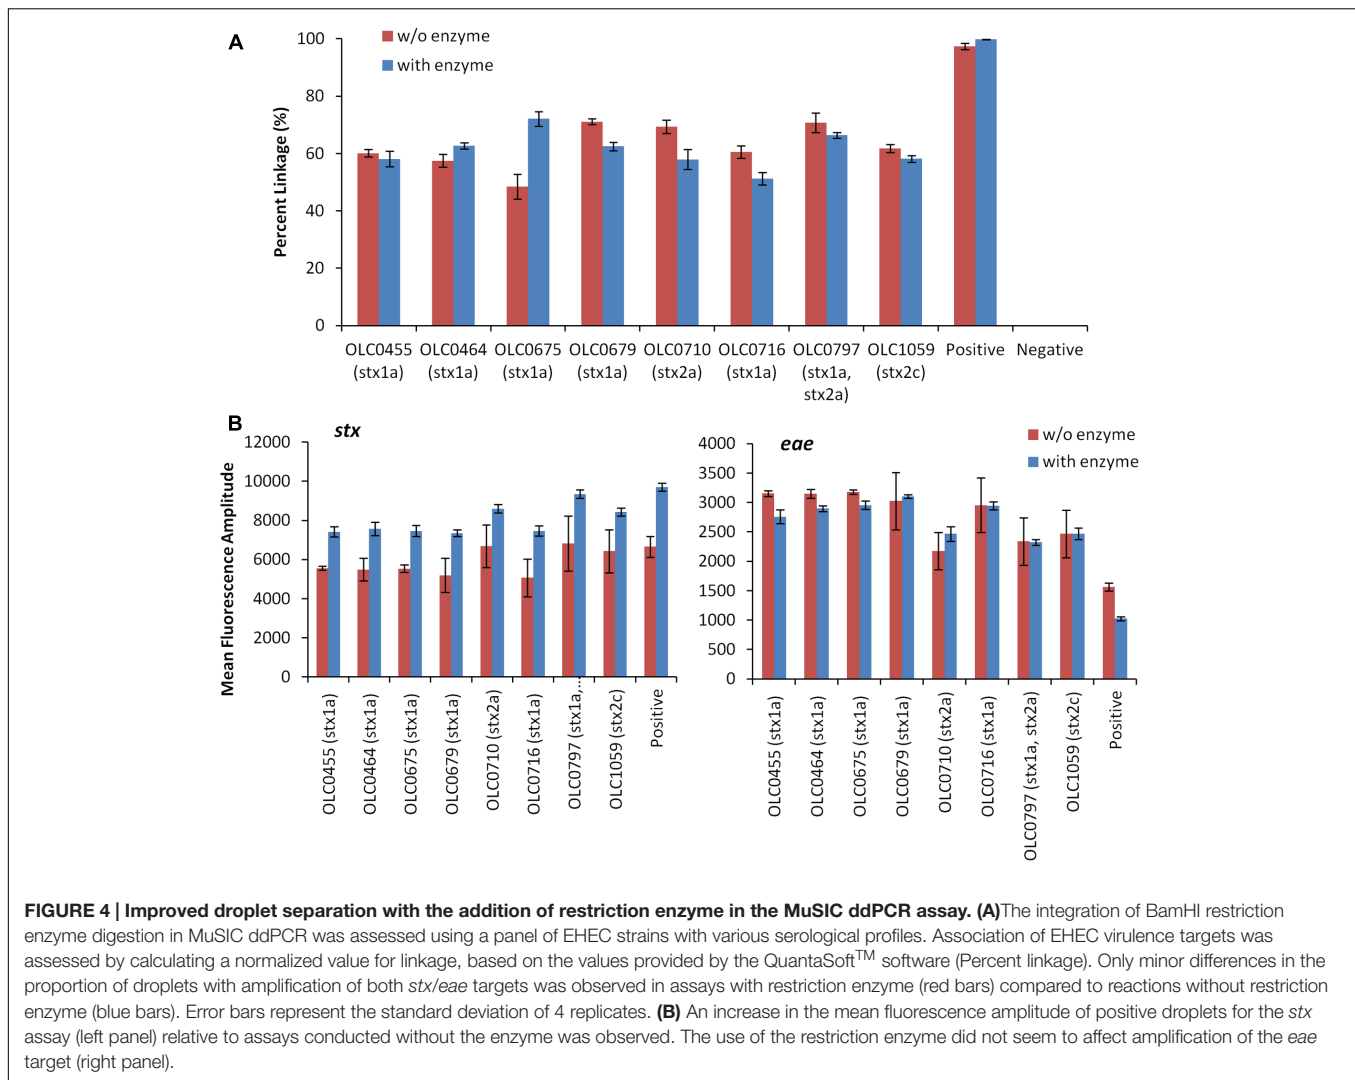 A
w/o enzyme
with enzyme
Percent Linkage (%)
100
80
60
40
20
0
OLC0455 OLC0464 OLC0675 OLC0679 OLC0710 OLC0716 OLC0797 OLC1059 Positive Negative
(stx1a) (stx1a) (stx1a) (stx1a) (stx2a) (stx1a) (stx1a, (stx2c)
stx2a)
B
stx
Mean Fluorescence Amplitude
12000
10000
8000
6000
4000
2000
0
OLC0455 (stx1a)
OLC0464 (stx1a)
OLC0675 (stx1a)
OLC0679 (stx1a)
OLC0710 (stx2a)
OLC0716 (stx1a)
OLC0797 (stx1a,...
OLC1059 (stx2c)
Positive
eae
w/o enzyme
with enzyme
4000
3500
3000
2500
2000
1500
1000
500
0
OLC0455 (stx1a)
OLC0464 (stx1a)
OLC0675 (stx1a)
OLC0679 (stx1a)
OLC0710 (stx2a)
OLC0716 (stx1a)
OLC0797 (stx1a, stx2a)
OLC1059 (stx2c)
Positive
FIGURE 4 | Improved droplet separation with the addition of restriction enzyme in the MuSIC ddPCR assay. (A)The integration of BamHI restriction
enzyme digestion in MuSIC ddPCR was assessed using a panel of EHEC strains with various serological profiles. Association of EHEC virulence targets was
assessed by calculating a normalized value for linkage, based on the values provided by the QuantaSoft™ software (Percent linkage). Only minor differences in the
proportion of droplets with amplification of both stx/eae targets was observed in assays with restriction enzyme (red bars) compared to reactions without restriction
enzyme (blue bars). Error bars represent the standard deviation of 4 replicates. (B) An increase in the mean fluorescence amplitude of positive droplets for the stx
assay (left panel) relative to assays conducted without the enzyme was observed. The use of the restriction enzyme did not seem to affect amplification of the eae
target (right panel).